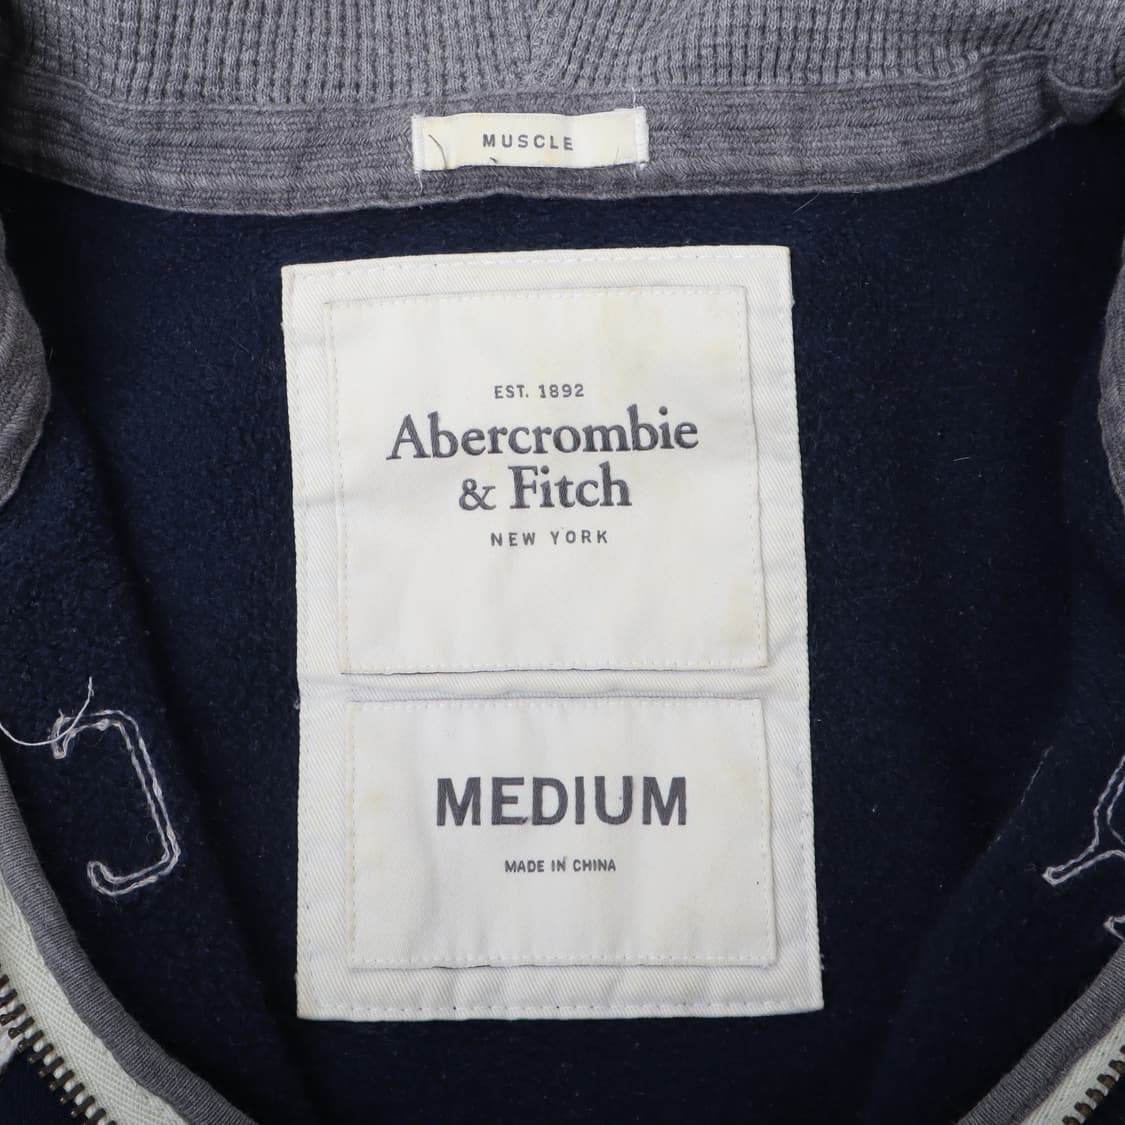 MUSCLE
EST. 1892
Abercrombie
& Fitch
NEW YORK
MEDIUM
MADE IN CHINA